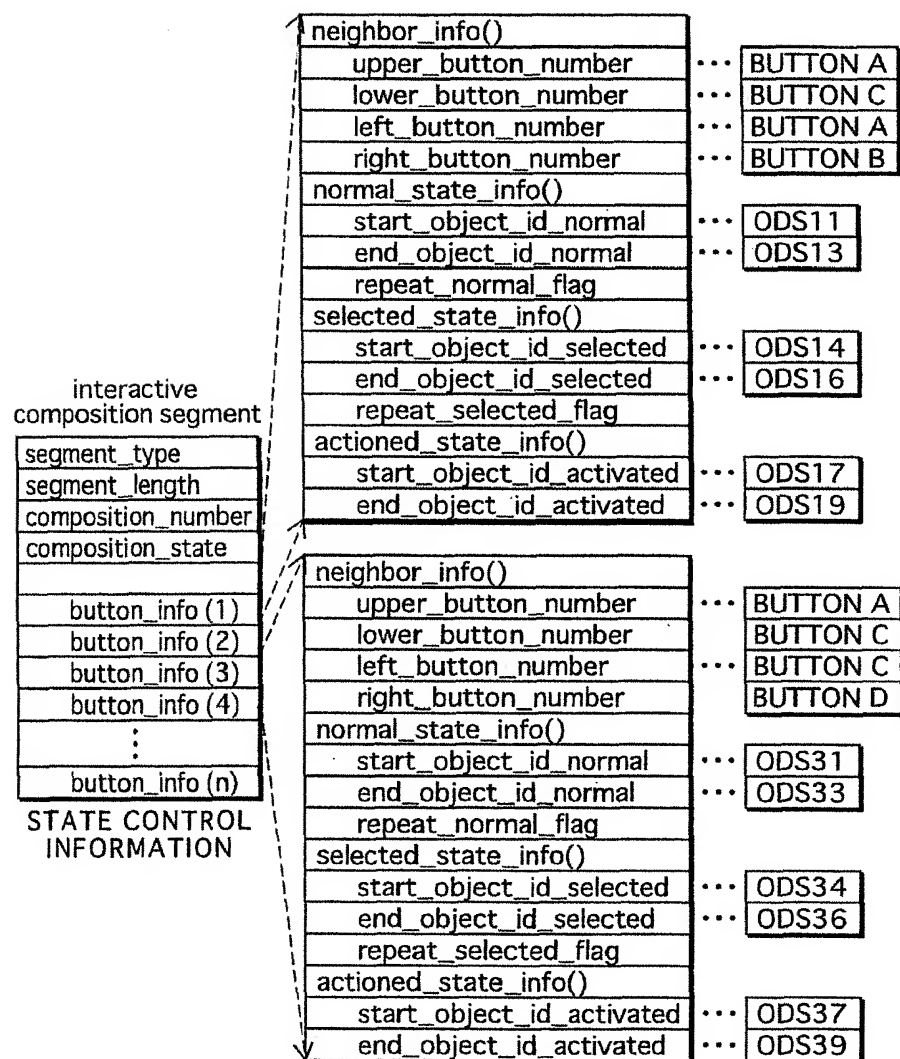 interactive
composition segment
segment_type
segment_length
composition_number
composition_state
button_info (1)
button_info (2)
button_info (3)
button_info (4)
⋮
button_info (n)
STATE CONTROL
INFORMATION
neighbor_info()
upper_button_number ··· BUTTON A
lower_button_number ··· BUTTON C
left_button_number ··· BUTTON A
right_button_number ··· BUTTON B
normal_state_info()
start_object_id_normal ··· ODS11
end_object_id_normal ··· ODS13
repeat_normal_flag
selected_state_info()
start_object_id_selected ··· ODS14
end_object_id_selected ··· ODS16
repeat_selected_flag
actioned_state_info()
start_object_id_activated ··· ODS17
end_object_id_activated ··· ODS19
neighbor_info()
upper_button_number ··· BUTTON A
lower_button_number BUTTON C
left_button_number ··· BUTTON C
right_button_number BUTTON D
normal_state_info()
start_object_id_normal ··· ODS31
end_object_id_normal ··· ODS33
repeat_normal_flag
selected_state_info()
start_object_id_selected ··· ODS34
end_object_id_selected ··· ODS36
repeat_selected_flag
actioned_state_info()
start_object_id_activated ··· ODS37
end_object_id_activated ··· ODS39